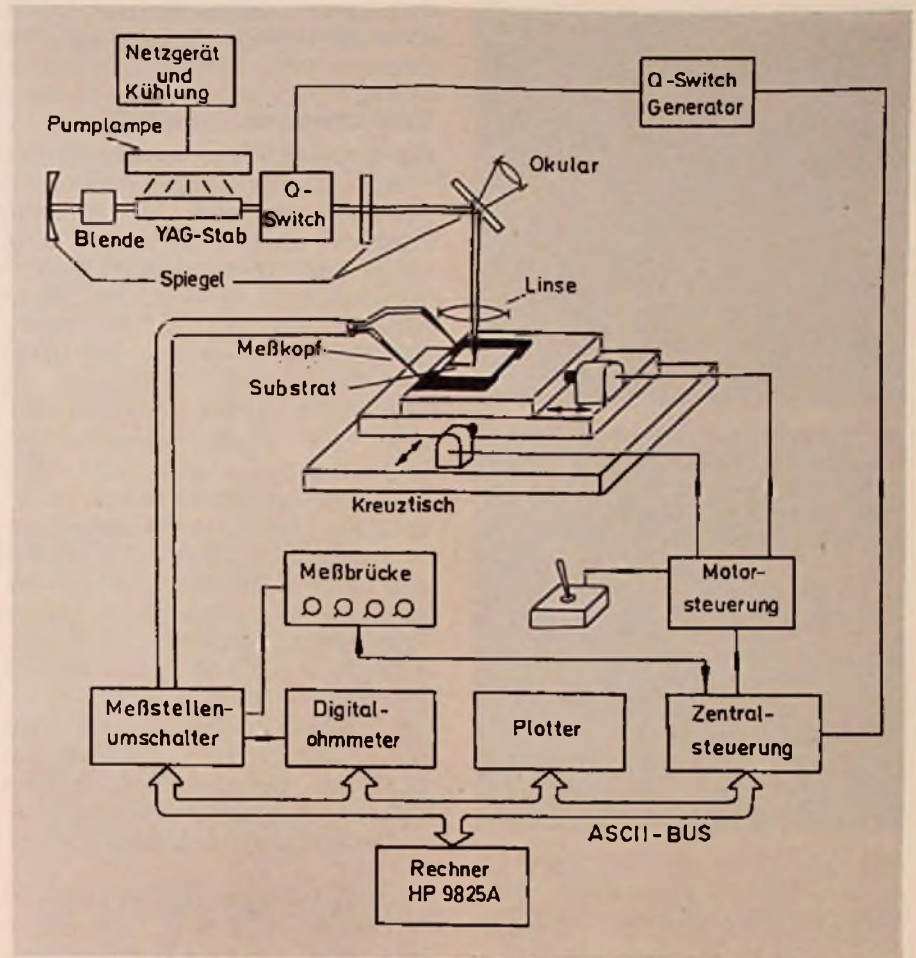 Netzgerät
und
Kühlung
Q-Switch
Generator
Pumplampe
Okular
Q-
Switch
Blende
YAG-Stab
Spiegel
Linse
Meßkopf
Substrat
Kreuztisch
Meßbrücke
Motor-
steuerung
Meßstellen-
umschalter
Digital-
ohmmeter
Plotter
Zentral-
steuerung
ASCII-BUS
Rechner
HP 9825A